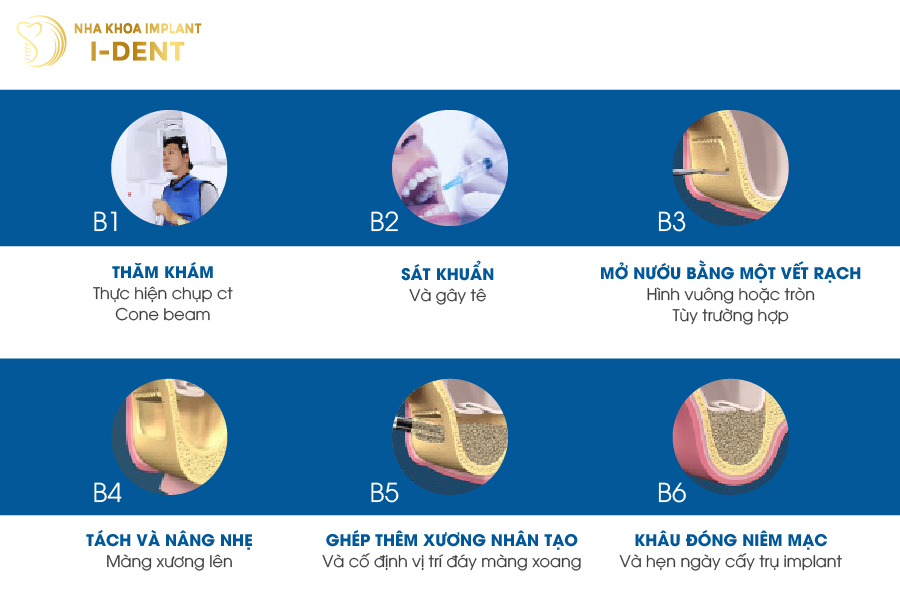 NHA KHOA IMPLANT
I-DENT
B1
B2
B3
THĂM KHÁM
Thực hiện chụp ct
Cone beam
SÁT KHUẨN
Và gây tê
MỞ NƯỚU BẰNG MỘT VẾT RẠCH
Hình vuông hoặc tròn
Tùy trường hợp
B4
B5
B6
TÁCH VÀ NÂNG NHẸ
Màng xương lên
GHÉP THÊM XƯƠNG NHÂN TẠO
Và cố định vị trí đáy màng xoang
KHÂU ĐÓNG NIÊM MẠC
Và hẹn ngày cấy trụ implant